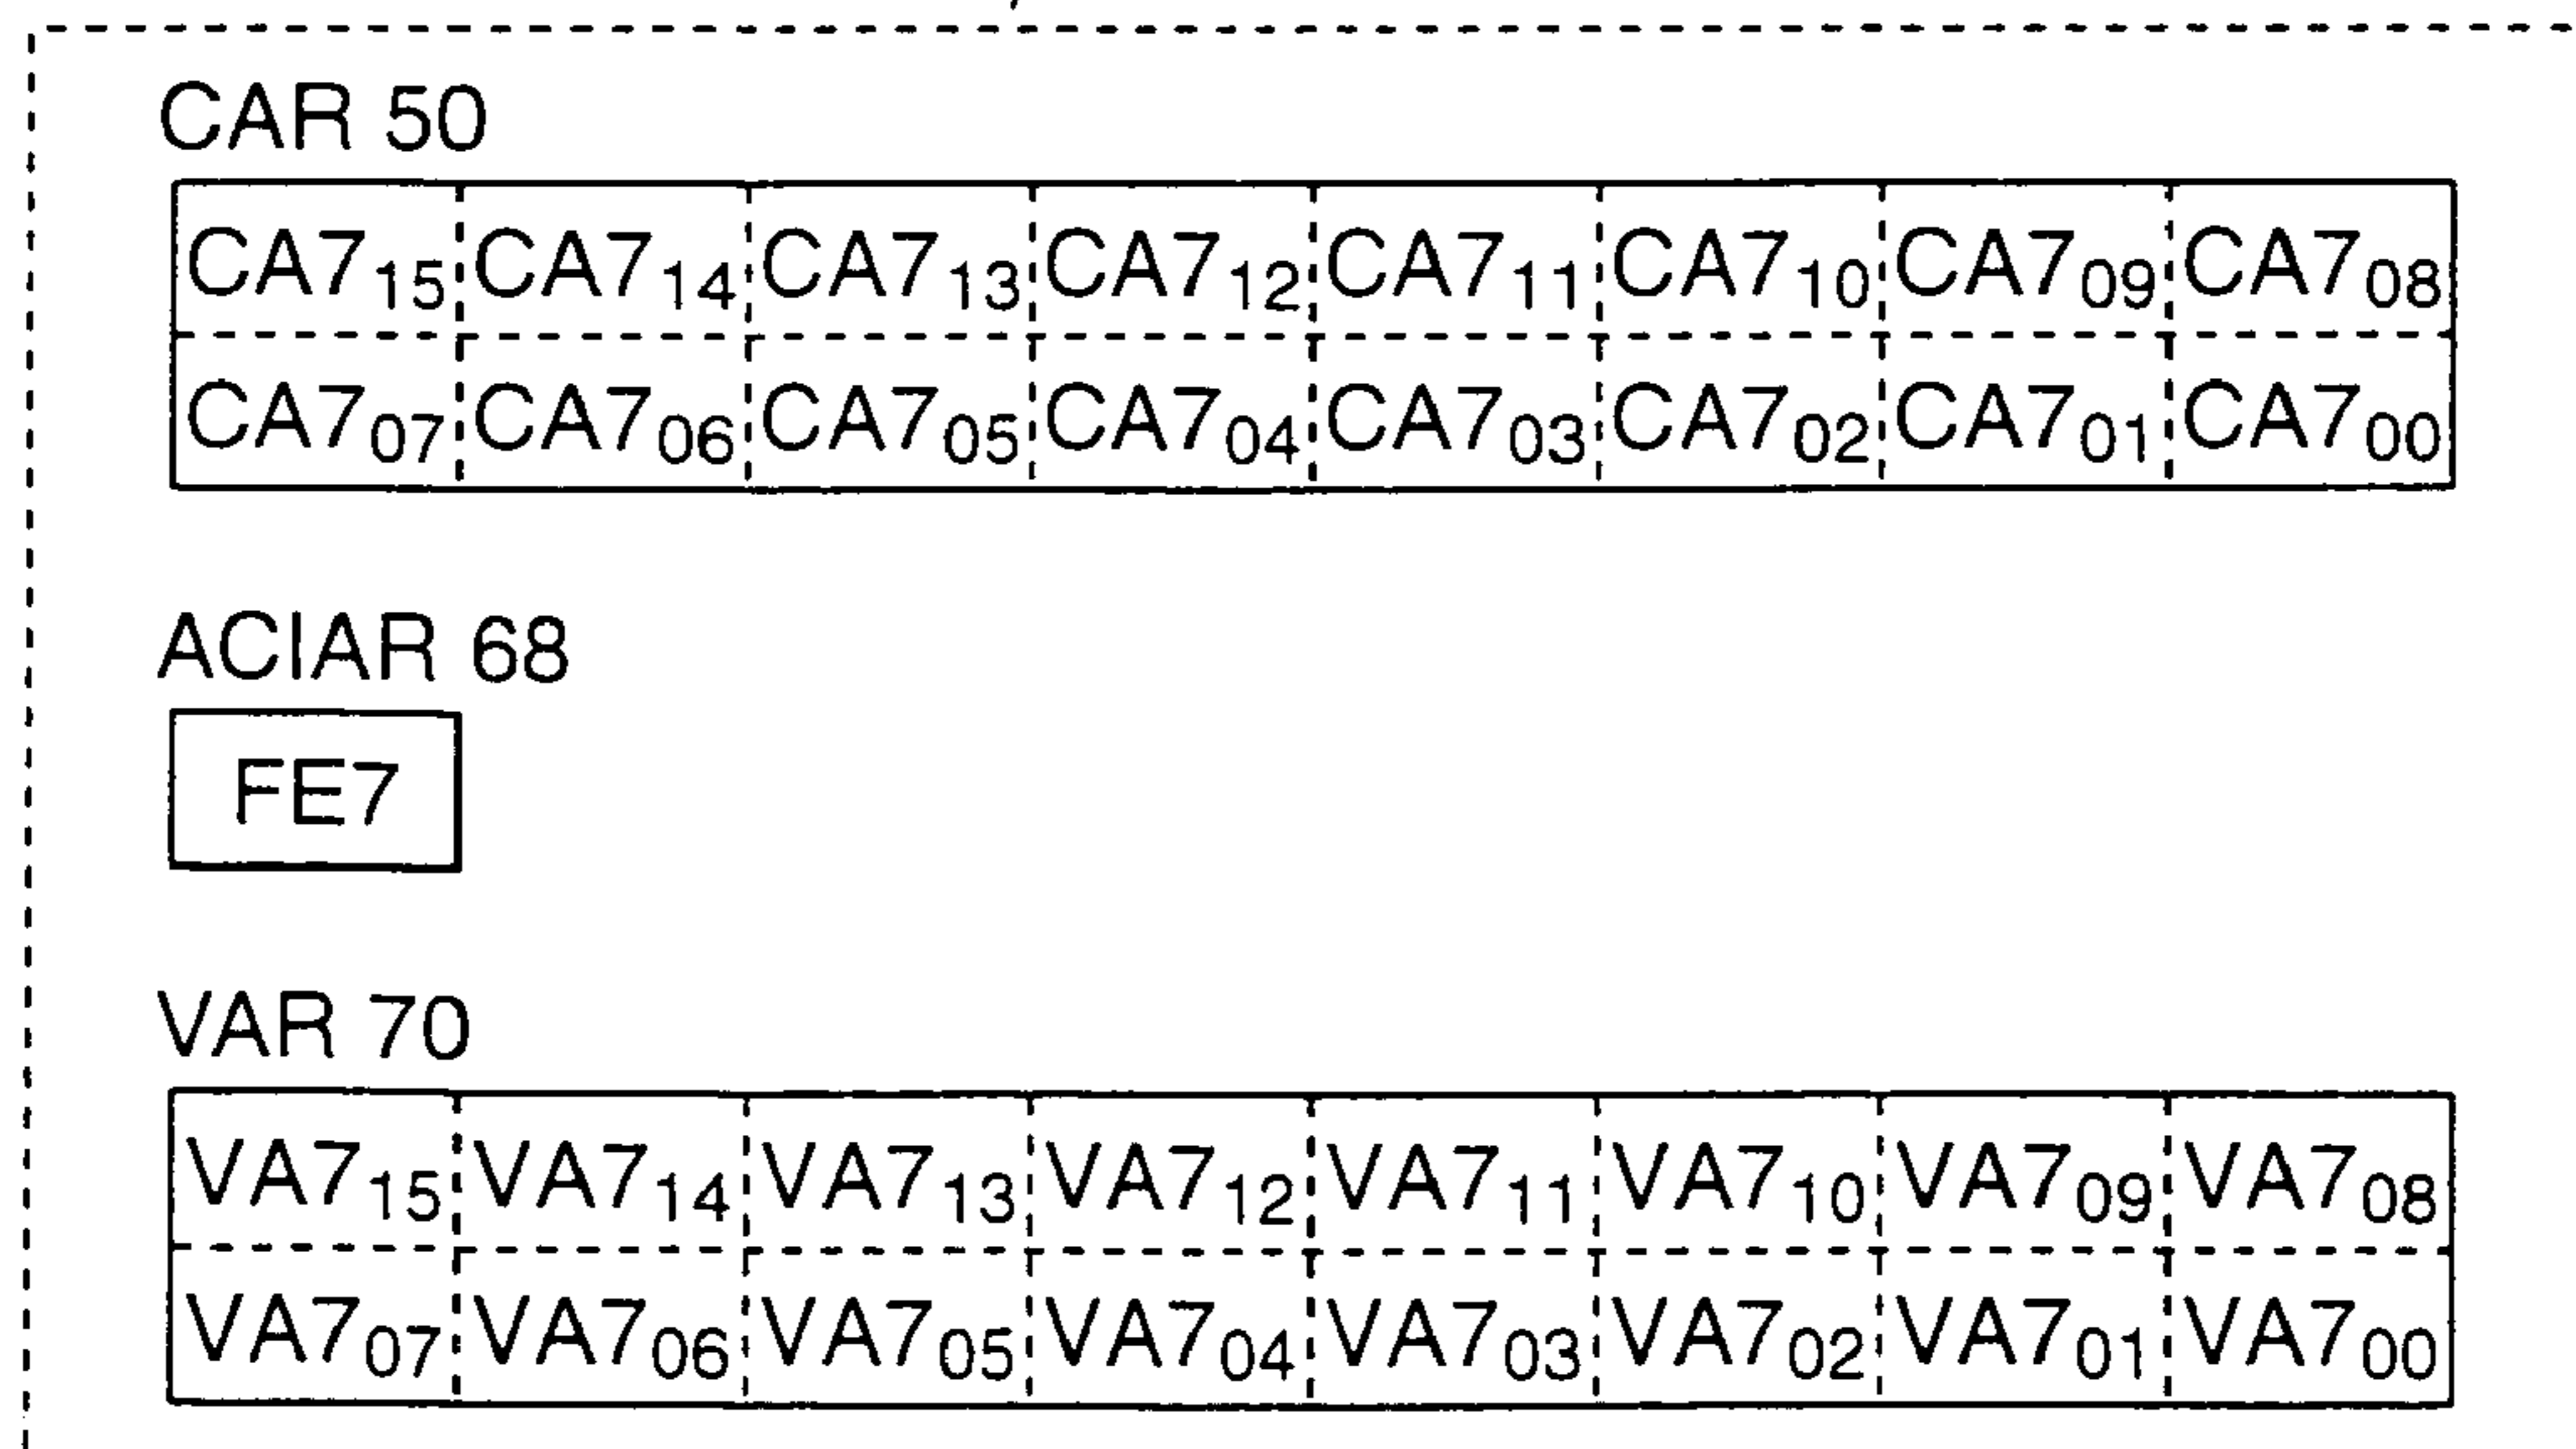 CAR 50
CA7₁₅ CA7₁₄ CA7₁₃ CA7₁₂ CA7₁₁ CA7₁₀ CA7₀₉ CA7₀₈
CA7₀₇ CA7₀₆ CA7₀₅ CA7₀₄ CA7₀₃ CA7₀₂ CA7₀₁ CA7₀₀
ACIAR 68
FE7
VAR 70
VA7₁₅ VA7₁₄ VA7₁₃ VA7₁₂ VA7₁₁ VA7₁₀ VA7₀₉ VA7₀₈
VA7₀₇ VA7₀₆ VA7₀₅ VA7₀₄ VA7₀₃ VA7₀₂ VA7₀₁ VA7₀₀